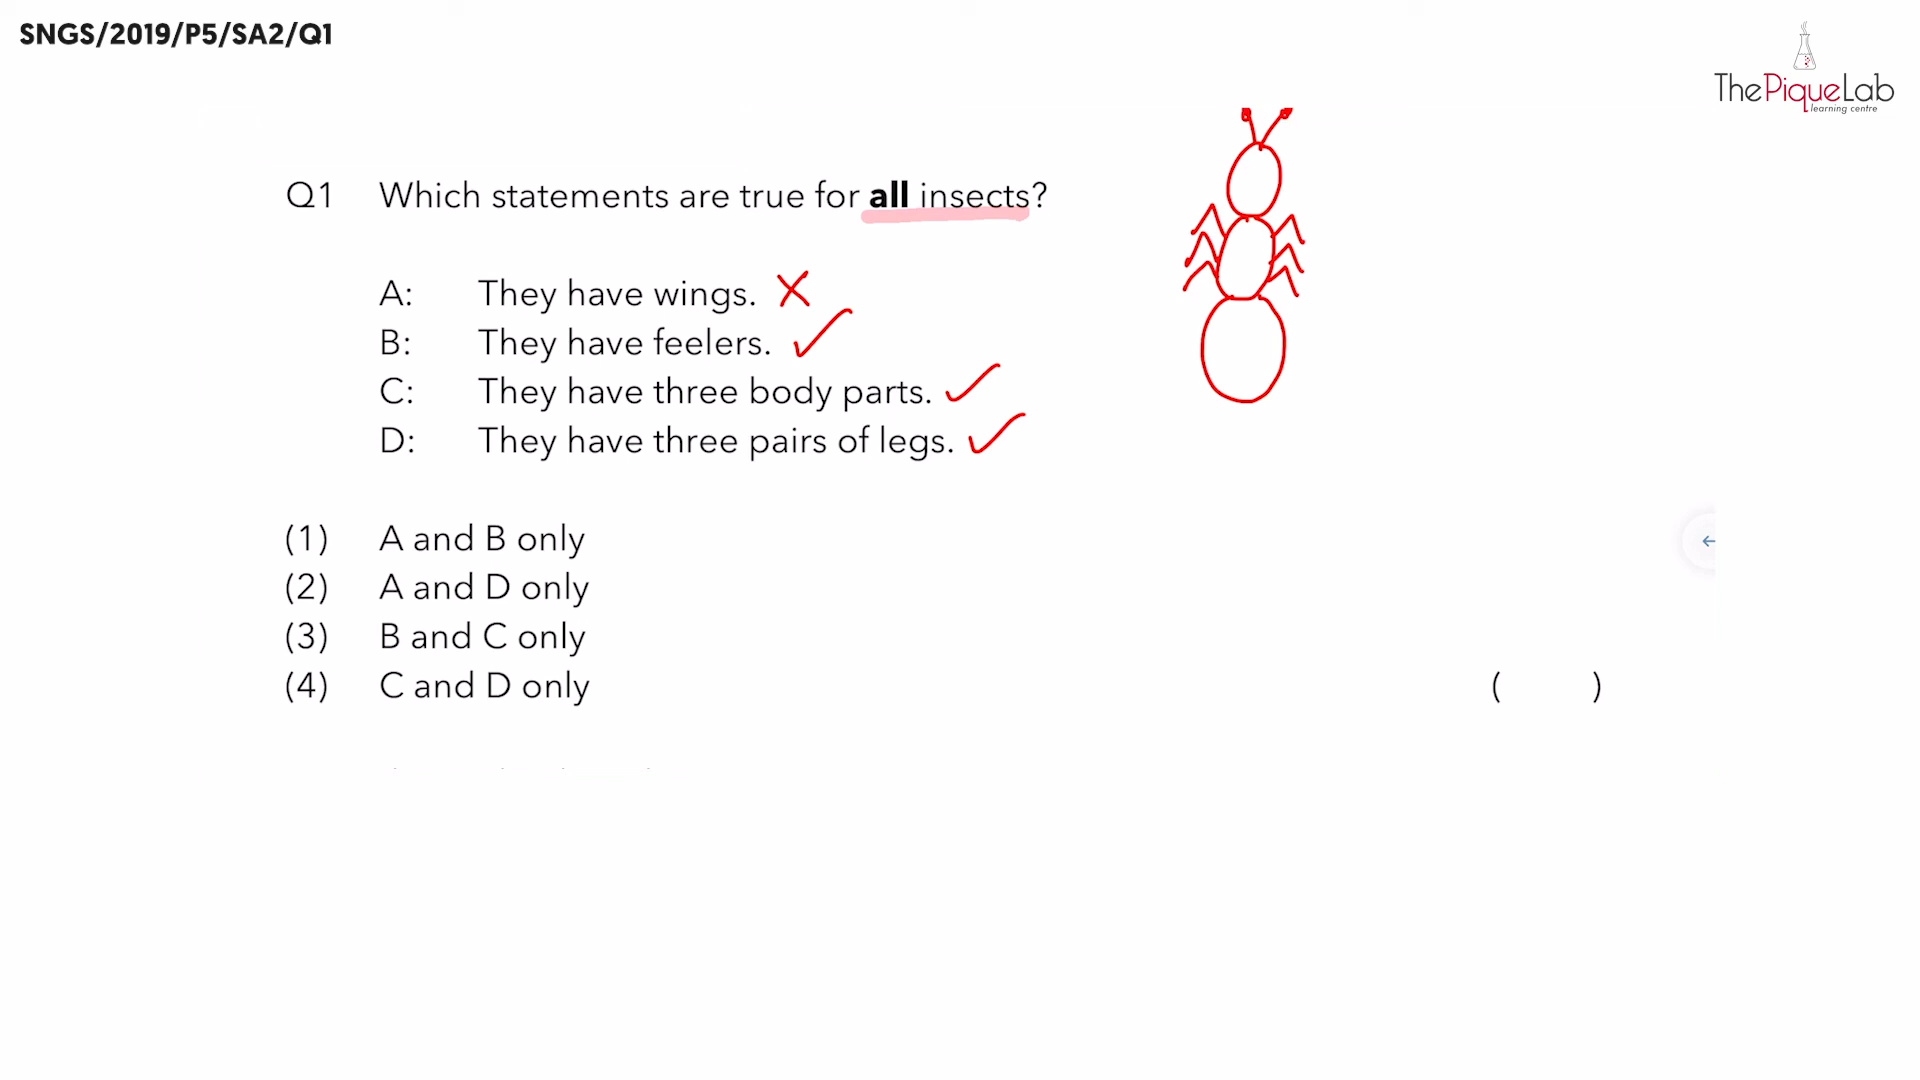 SNGS/2019/P5/SA2/Q1
ThePiqueLab
learning centre
Q1 Which statements are true for all insects?
A: They have wings.
B: They have feelers.
C: They have three body parts.
D: They have three pairs of legs.
(1) A and B only
(2) A and D only
(3) B and C only
(4) C and D only ( )